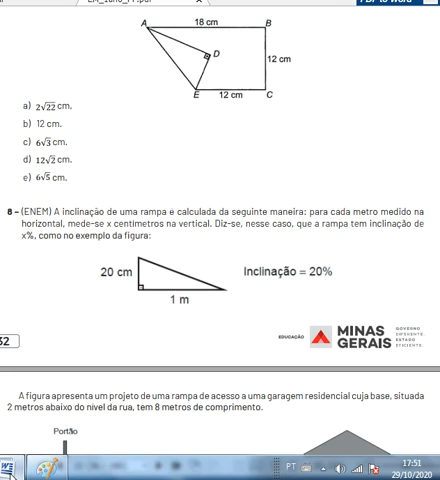 A
18 cm
B
D
12 cm
E
12 cm
C
a) 2√22 cm.
b) 12 cm.
c) 6√3 cm.
d) 12√2 cm.
e) 6√5 cm.
8 – (ENEM) A inclinação de uma rampa é calculada da seguinte maneira: para cada metro medido na
horizontal, mede-se x centímetros na vertical. Diz-se, nesse caso, que a rampa tem inclinação de
x%, como no exemplo da figura:
20 cm
Inclinação = 20%
1 m
32
EDUCAÇÃO
MINAS
GERAIS
GOVERNO
DIFERENTE.
ESTADO
EFICIENTE.
A figura apresenta um projeto de uma rampa de acesso a uma garagem residencial cuja base, situada
2 metros abaixo do nível da rua, tem 8 metros de comprimento.
Portão
PT
17:51
29/10/2020